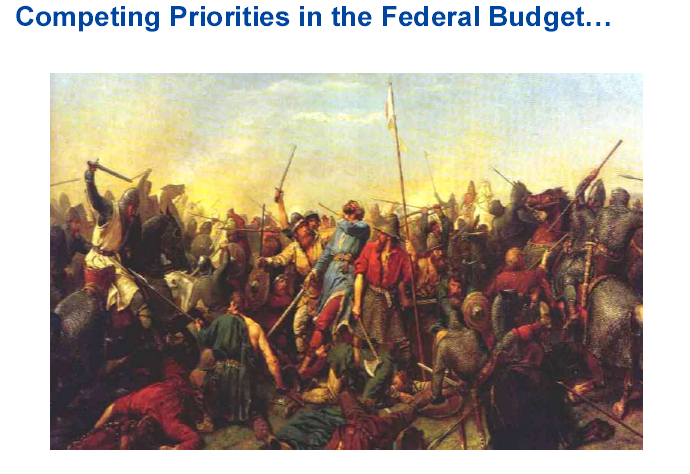 Competing Priorities in the Federal Budget…